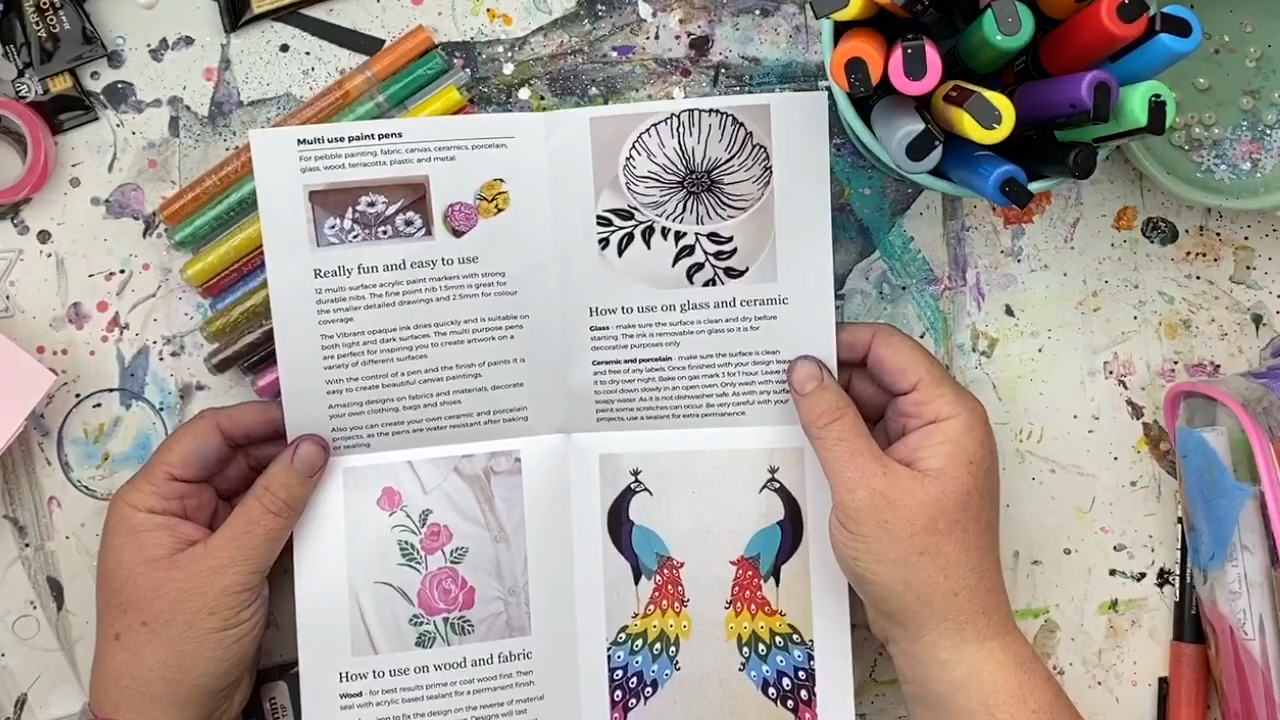 Multi use paint pens
For pebble painting, fabric, canvas, ceramics, porcelain,
glass, wood, terracotta, plastic and metal
Really fun and easy to use
12 multi-surface acrylic paint markers with strong
durable nibs. The fine point nib 1.5mm is great for
the smaller detailed drawings and 2.5mm for colour
coverage.
The Vibrant opaque ink dries quickly and is suitable on
both light and dark surfaces. The multi purpose pens
are perfect for inspiring you to create artwork on a
variety of different surfaces
With the control of a pen and the finish of paints it is
easy to create beautiful canvas paintings.
Amazing designs on fabrics and materials, decorate
your own clothing, bags and shoes.
Also you can create your own ceramic and porcelain
projects, as the pens are water resistant after baking
or sealing.
How to use on glass and ceramic
Glass - make sure the surface is clean and dry before
starting. The ink is removable on glass so it is for
decorative purposes only.
Ceramic and porcelain - make sure the surface is clean
and free of any labels. Once finished with your design leave
it to dry over night. Bake on gas mark 3 for 1 hour. Leave
to cool down slowly in an open oven. Only wash with
soapy water. As it is not dishwasher safe. As with any
paint some scratches can occur. Be very careful with your
projects, use a sealant for extra permanence.
How to use on wood and fabric
Wood - for best results prime or coat wood first. Then
seal with acrylic based sealant for a permanent finish.
iron to fix the design on the reverse of material
Designs will last